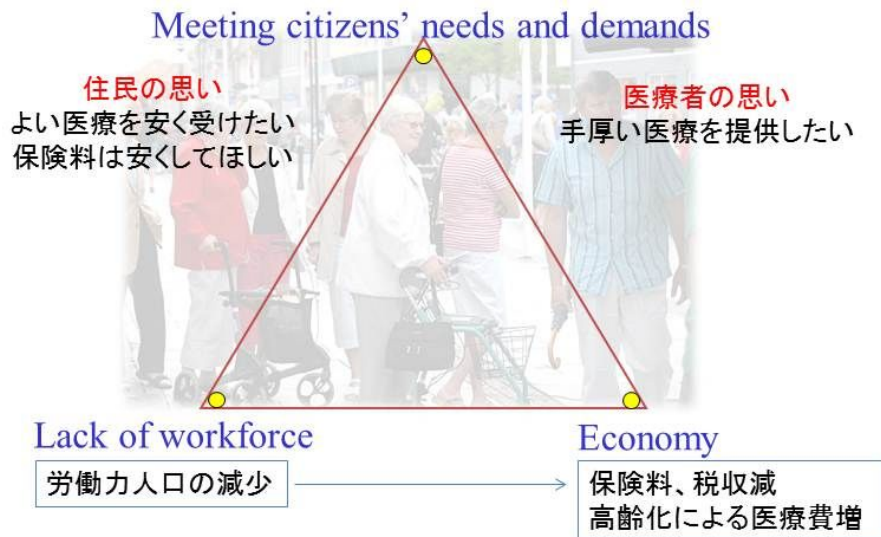 Meeting citizens' needs and demands
住民の思い
よい医療を安く受けたい
保険料は安くしてほしい
医療者の思い
手厚い医療を提供したい
Lack of workforce
労働力人口の減少
Economy
保険料、税収減
高齢化による医療費増